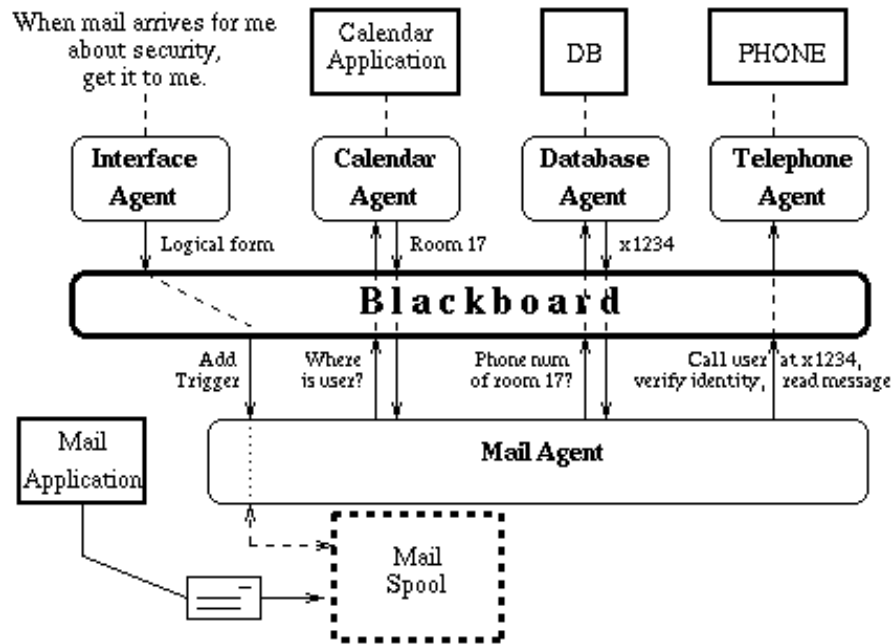 When mail arrives for me
about security,
get it to me.
Calendar
Application
DB
PHONE
Interface
Agent
Calendar
Agent
Database
Agent
Telephone
Agent
Logical form
Room 17
x1234
Blackboard
Add
Trigger
Where
is user?
Phone num
of room 17?
Call user at x1234,
verify identity, read message
Mail
Application
Mail Agent
Mail
Spool